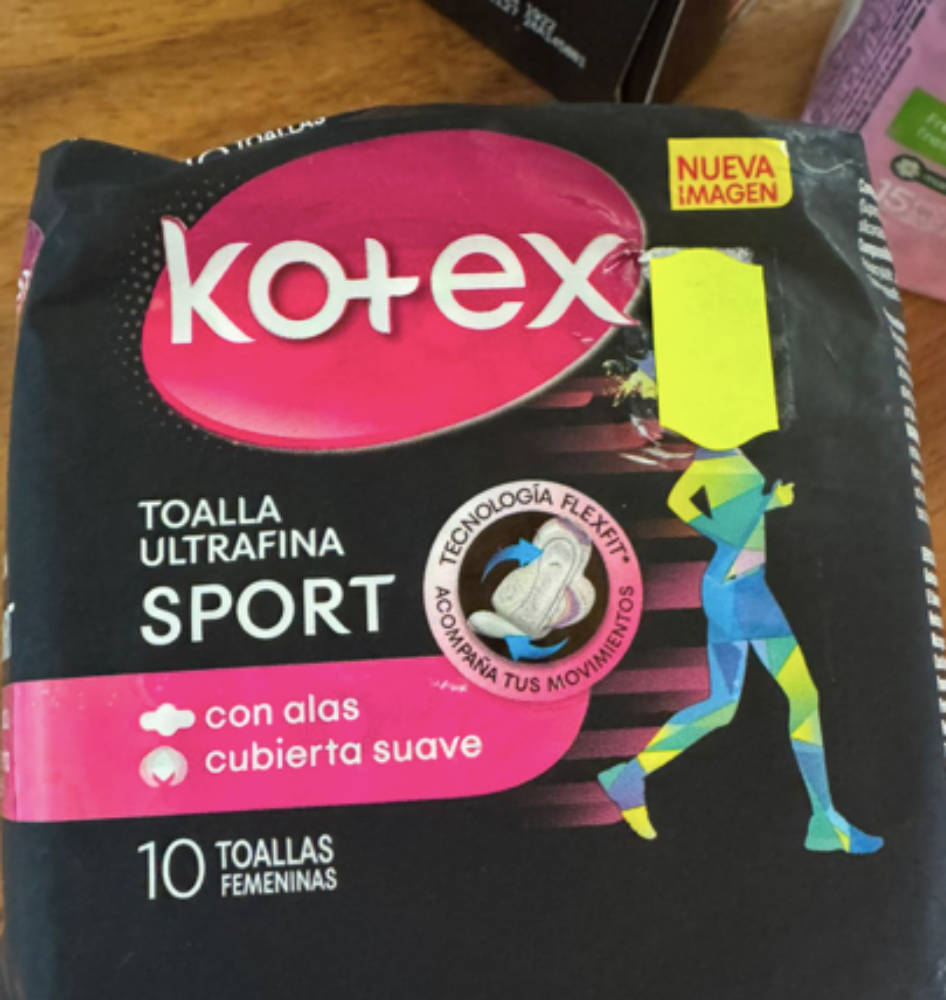 TOALLAS
NUEVA
IMAGEN
kotex
TOALLA
ULTRAFINA
SPORT
TECNOLOGÍA FLEXFIT*
ACOMPAÑA TUS MOVIMIENTOS
con alas
cubierta suave
10 TOALLAS
FEMENINAS
15